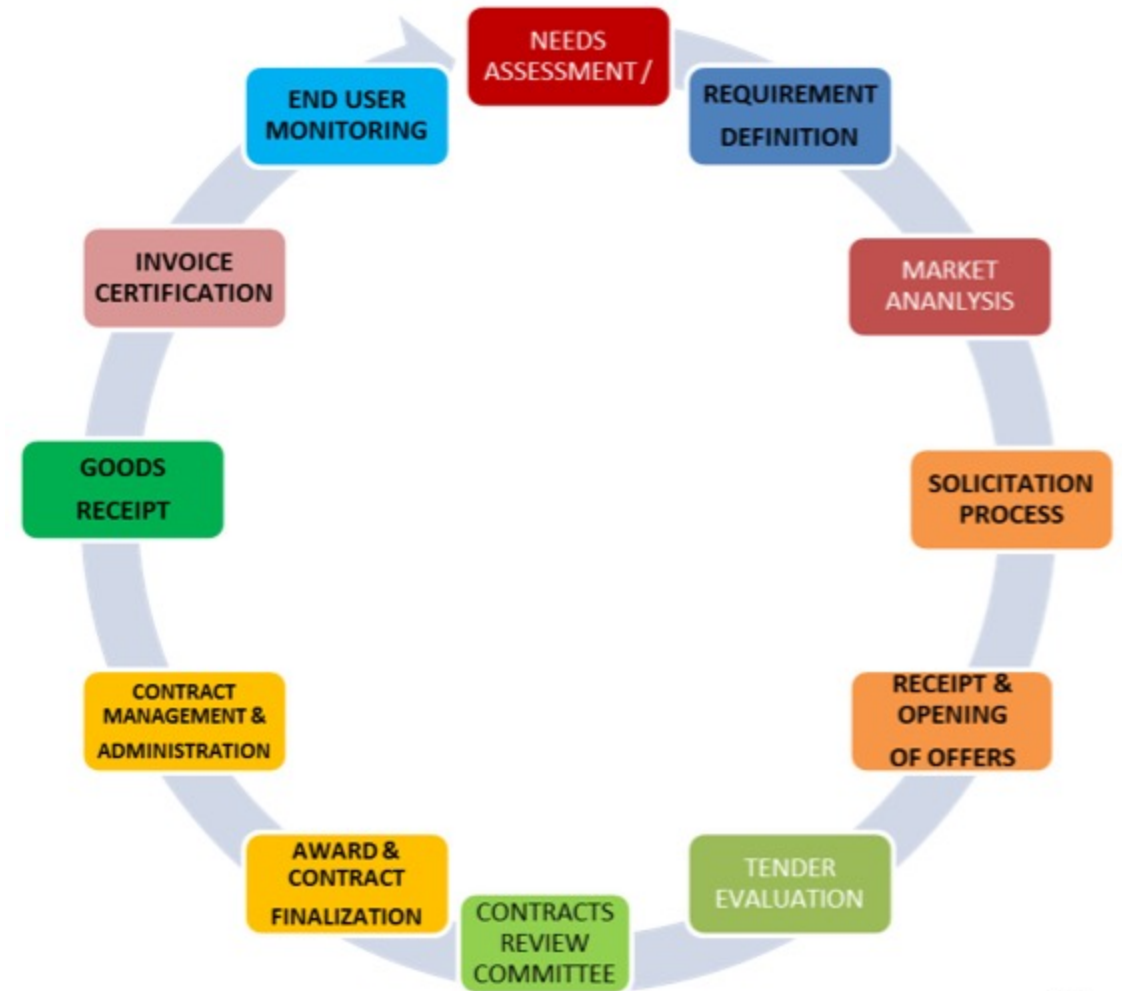 NEEDS
ASSESSMENT /
REQUIREMENT
DEFINITION
MARKET
ANANLYSIS
SOLICITATION
PROCESS
RECEIPT &
OPENING
OF OFFERS
TENDER
EVALUATION
CONTRACTS
REVIEW
COMMITTEE
AWARD &
CONTRACT
FINALIZATION
CONTRACT
MANAGEMENT &
ADMINISTRATION
GOODS
RECEIPT
INVOICE
CERTIFICATION
END USER
MONITORING